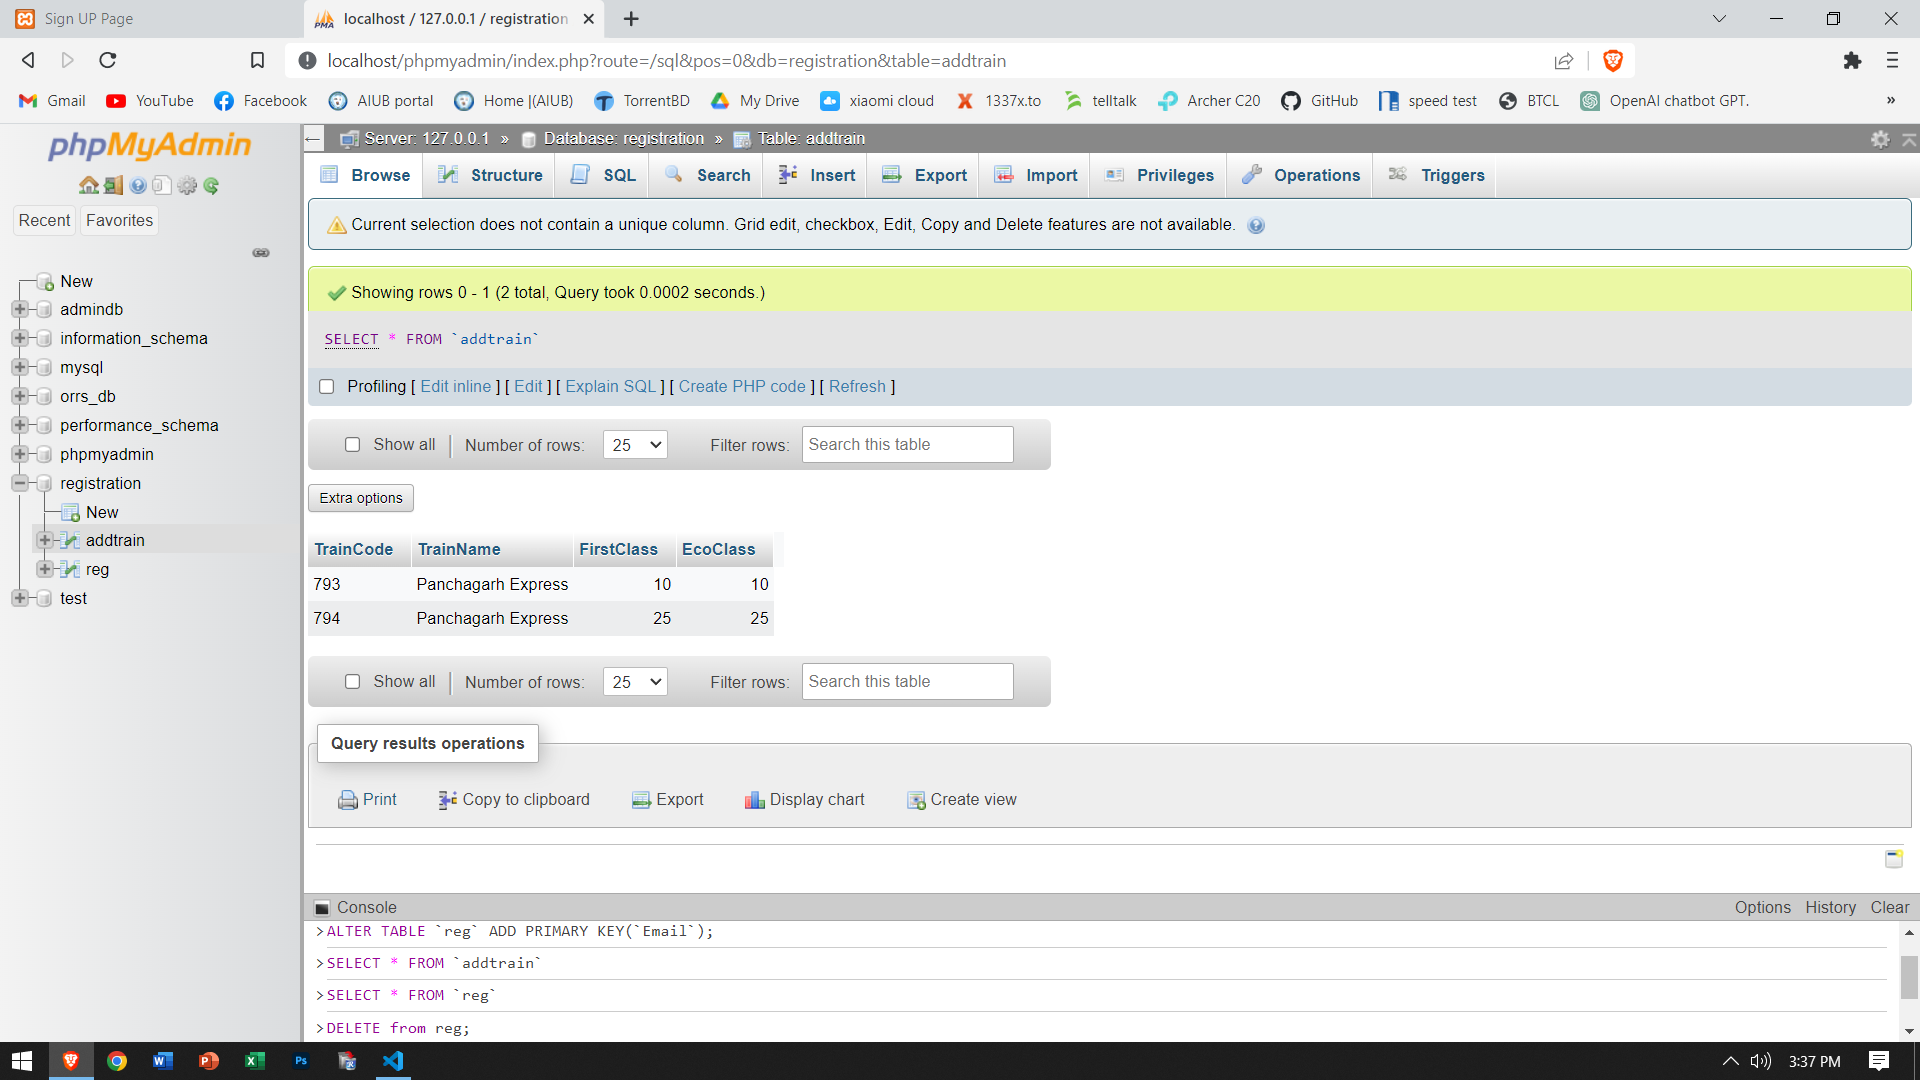 Sign UP Page
localhost / 127.0.0.1 / registration
localhost/phpmyadmin/index.php?route=/sql&pos=0&db=registration&table=addtrain
Gmail YouTube Facebook AIUB portal Home |(AIUB) TorrentBD My Drive xiaomi cloud 1337x.to telltalk Archer C20 GitHub speed test BTCL OpenAI chatbot GPT. »
phpMyAdmin
Recent Favorites
New
admindb
information_schema
mysql
orrs_db
performance_schema
phpmyadmin
registration
New
addtrain
reg
test
Server: 127.0.0.1 » Database: registration » Table: addtrain
Browse Structure SQL Search Insert Export Import Privileges Operations Triggers
Current selection does not contain a unique column. Grid edit, checkbox, Edit, Copy and Delete features are not available.
Showing rows 0 - 1 (2 total, Query took 0.0002 seconds.)
SELECT * FROM `addtrain`
Profiling [ Edit inline ] [ Edit ] [ Explain SQL ] [ Create PHP code ] [ Refresh ]
Show all | Number of rows: 25 Filter rows: Search this table
Extra options
TrainCode TrainName FirstClass EcoClass
793 Panchagarh Express 10 10
794 Panchagarh Express 25 25
Show all | Number of rows: 25 Filter rows: Search this table
Query results operations
Print Copy to clipboard Export Display chart Create view
Console Options History Clear
>ALTER TABLE `reg` ADD PRIMARY KEY(`Email`);
>SELECT * FROM `addtrain`
>SELECT * FROM `reg`
>DELETE from reg;
3:37 PM